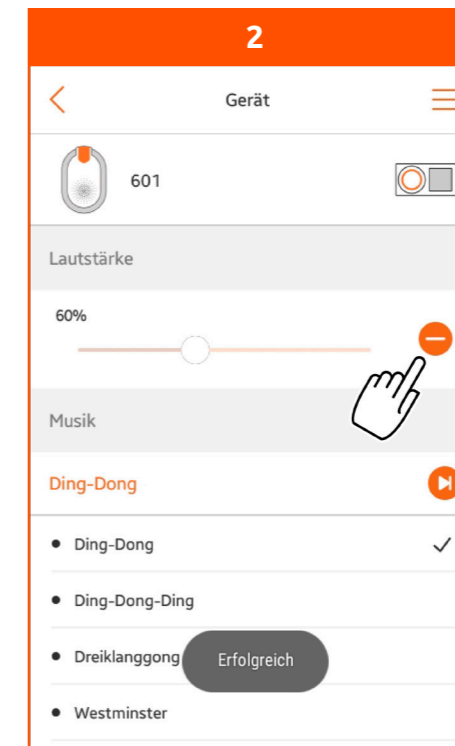 2
Gerät
601
Lautstärke
60%
Musik
Ding-Dong
Ding-Dong
Ding-Dong-Ding
Dreiklanggong
Erfolgreich
Westminster